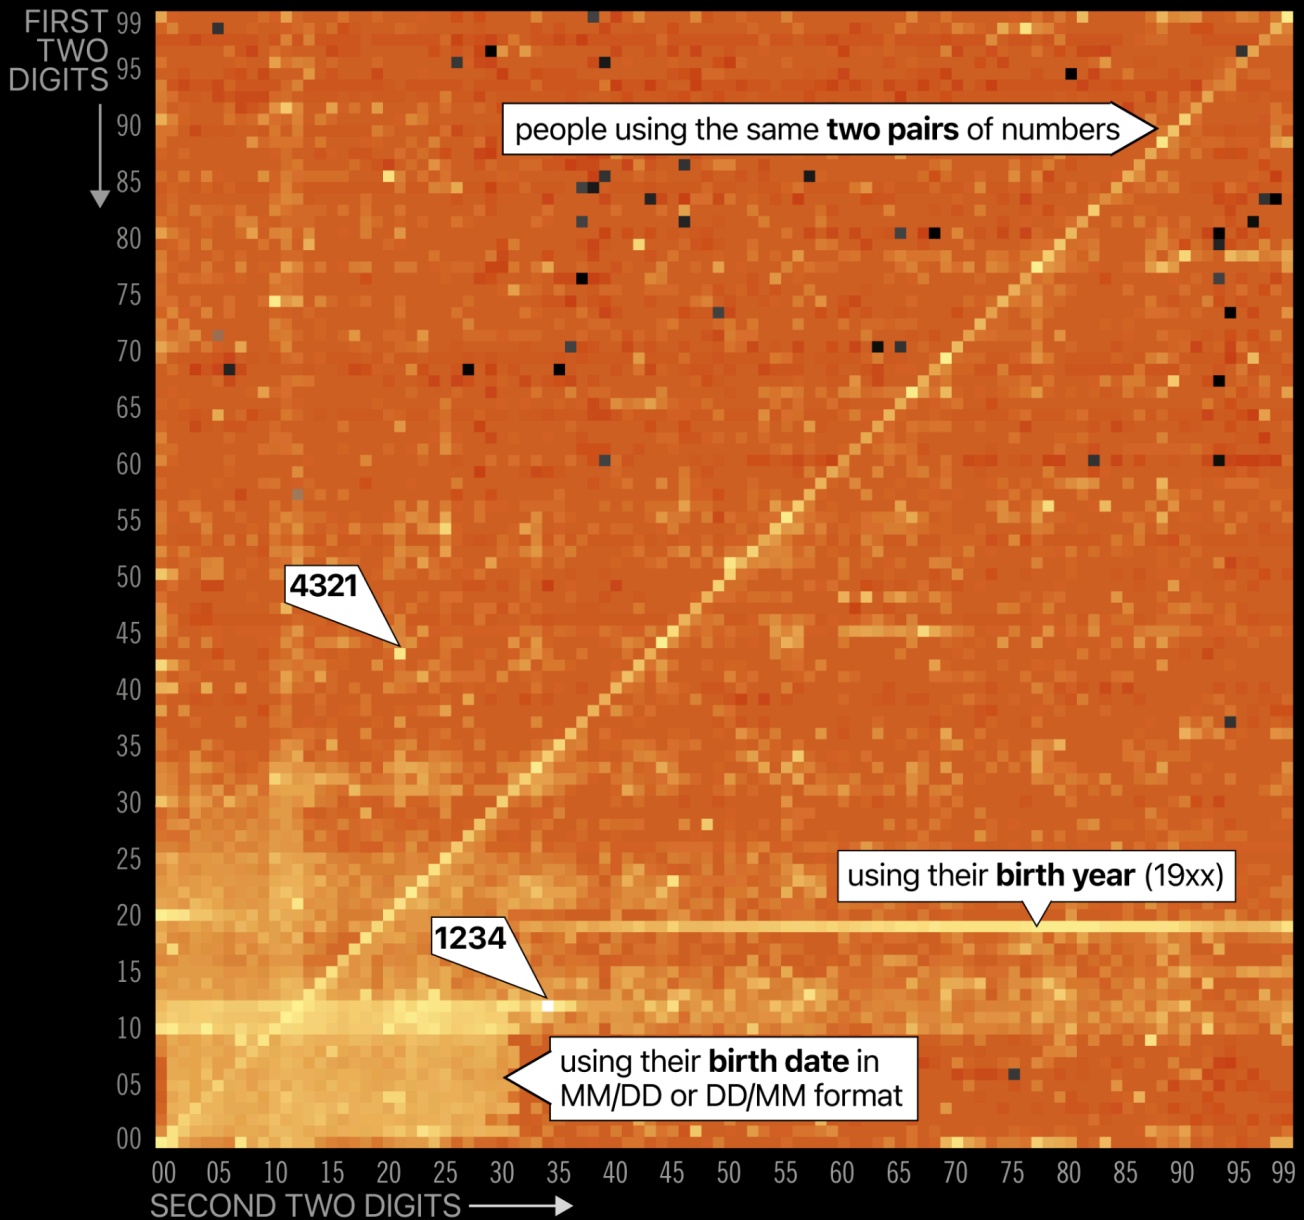 FIRST
TWO
DIGITS
99
95
90
people using the same two pairs of numbers
85
80
75
70
65
60
55
50
4321
45
40
35
30
25
using their birth year (19xx)
20
1234
15
10
using their birth date in
MM/DD or DD/MM format
05
00
00 05 10 15 20 25 30 35 40 45 50 55 60 65 70 75 80 85 90 95 99
SECOND TWO DIGITS